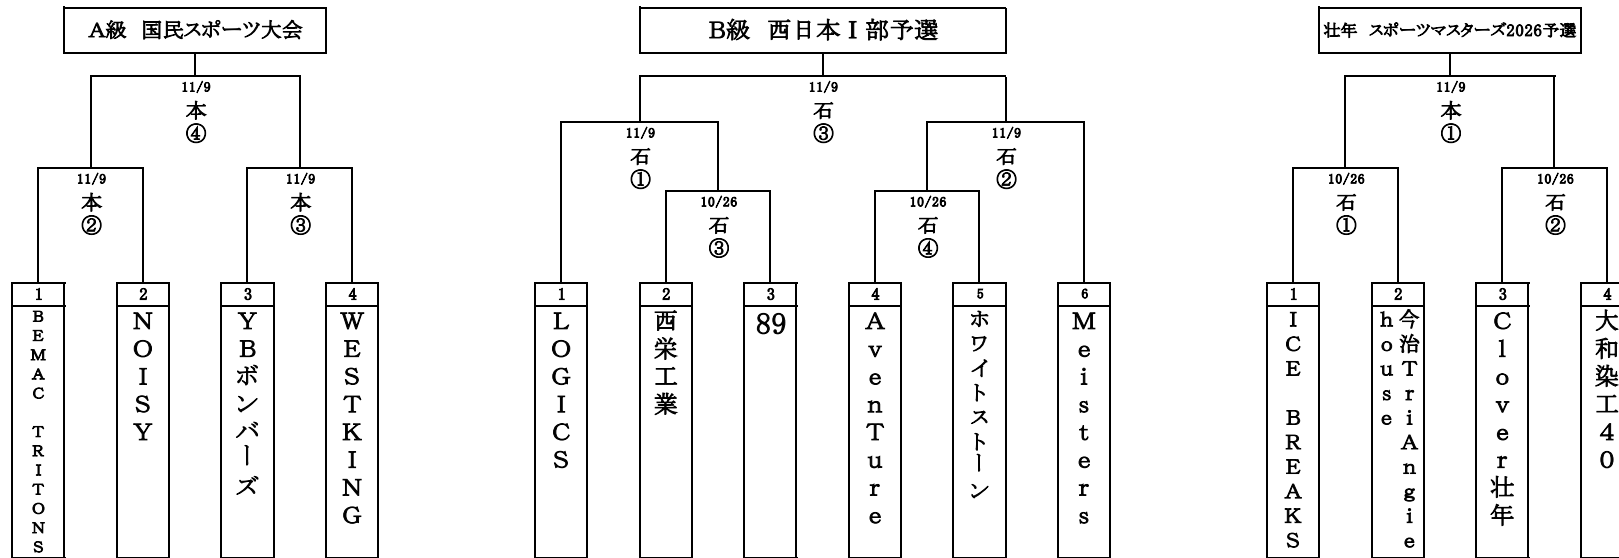 A級 国民スポーツ大会
11/9
本
④
11/9
本
②
11/9
本
③
1
BEMAC TRITONS
2
NOISY
3
YBボンバーズ
4
WESTKING
B級 西日本Ⅰ部予選
11/9
石
③
11/9
石
①
11/9
石
②
10/26
石
③
10/26
石
④
1
LOGICS
2
西栄工業
3
89
4
AvenTure
5
ホワイトストーン
6
Meisters
壮年 スポーツマスターズ2026予選
11/9
本
①
10/26
石
①
10/26
石
②
1
ICE BREAKS
2
今治TriAngie
house
3
Clover壮年
4
大和染工40